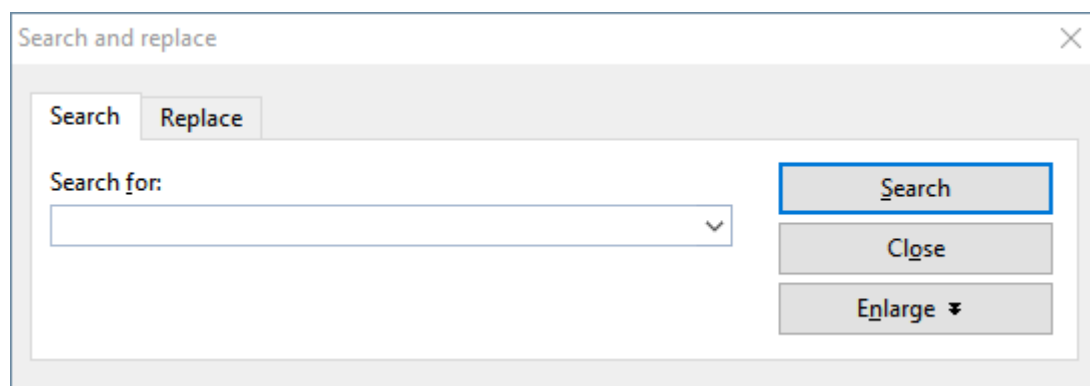 Search and replace
Search Replace
Search for:
Search
Close
Enlarge